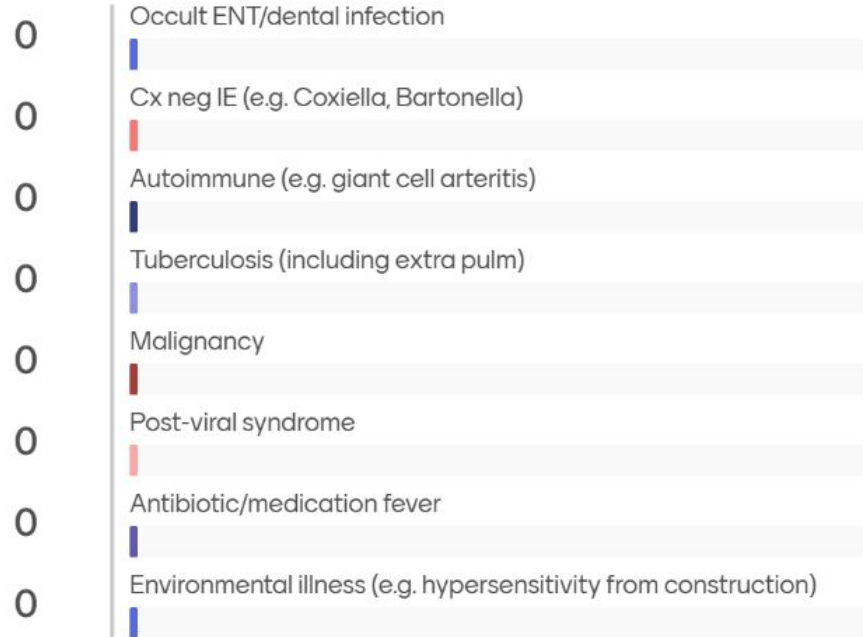 0
Occult ENT/dental infection
0
Cx neg IE (e.g. Coxiella, Bartonella)
0
Autoimmune (e.g. giant cell arteritis)
0
Tuberculosis (including extra pulm)
0
Malignancy
0
Post-viral syndrome
0
Antibiotic/medication fever
0
Environmental illness (e.g. hypersensitivity from construction)